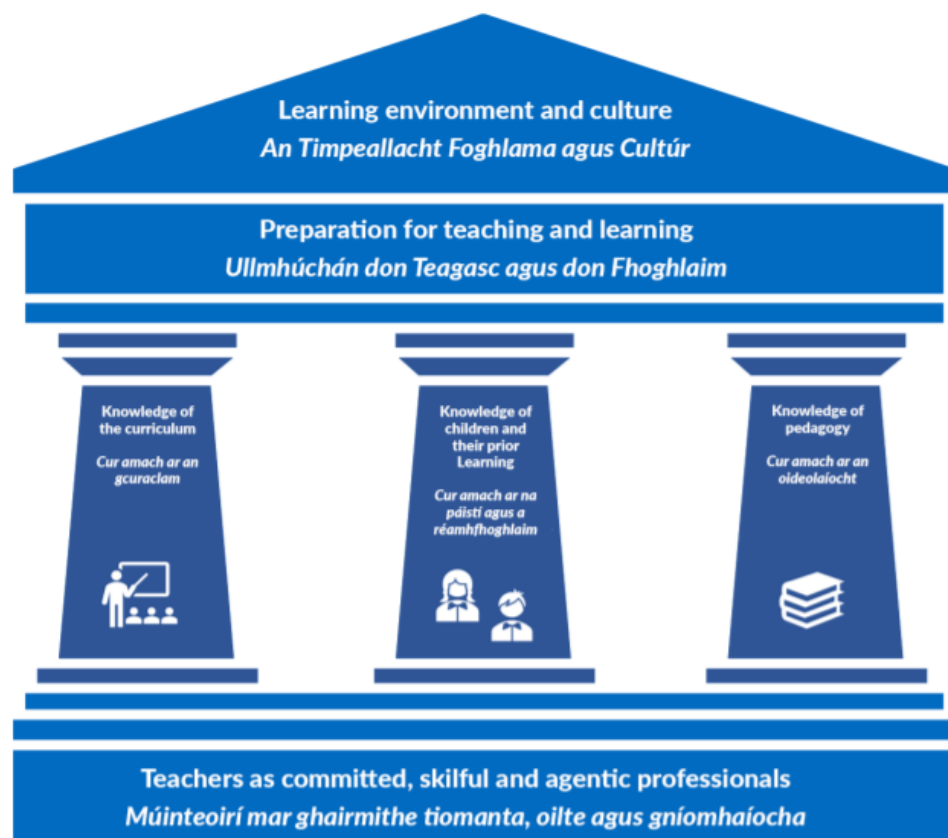 Learning environment and culture
An Timpeallacht Foghlama agus Cultúr
Preparation for teaching and learning
Ullmhúchán don Teagasc agus don Fhoghlaim
Knowledge of
the curriculum
Cur amach ar an
gcuraclam
Knowledge of
children and
their prior
Learning
Cur amach ar na
páistí agus a
réamhfhoghlaim
Knowledge of
pedagogy
Cur amach ar an
oideolaíocht
Teachers as committed, skilful and agentic professionals
Múinteoirí mar ghairmithe tiomanta, oilte agus gníomhaíocha